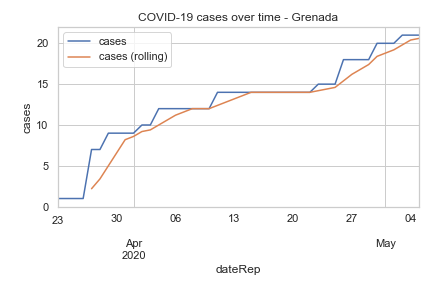 COVID-19 cases over time - Grenada
cases
cases (rolling)
cases
20
15
10
5
0
23 30 06 13 20 27 04
Apr May
2020
dateRep